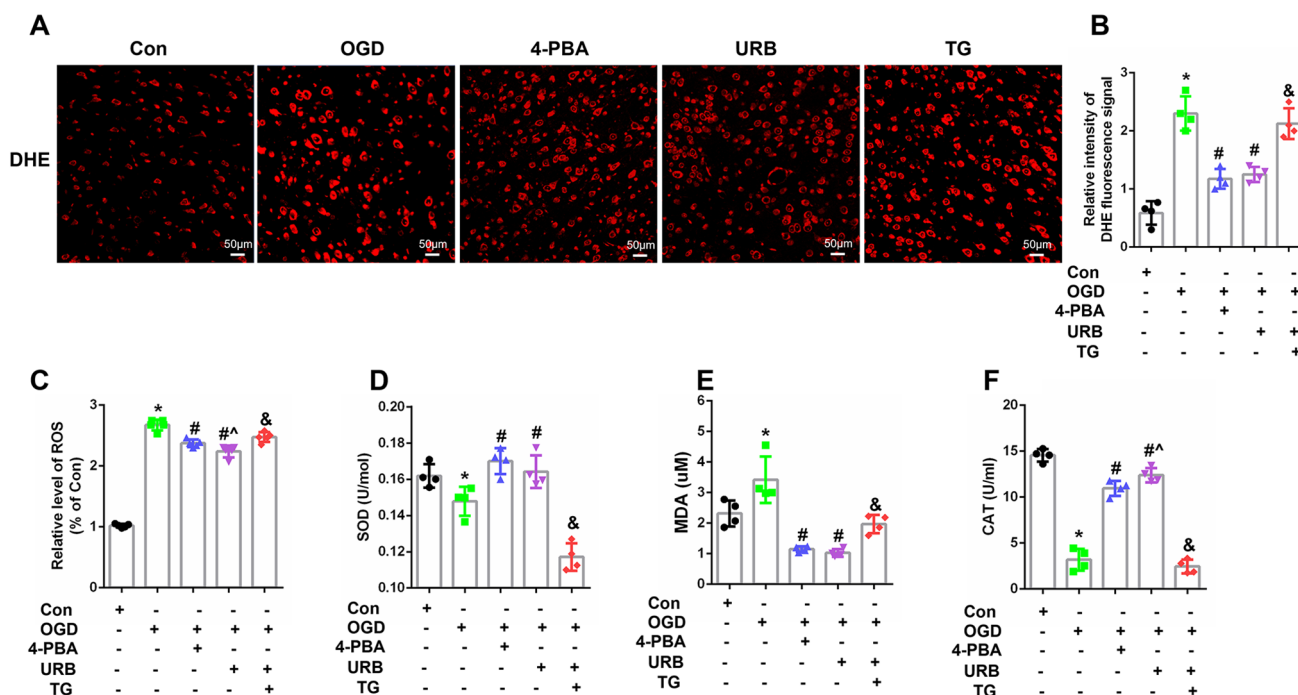 A
Con OGD 4-PBA URB TG
DHE
50μm 50μm 50μm 50μm 50μm
B
Relative intensity of
DHE fluorescence signal
3
2
1
0
* # # &
Con + - - - -
OGD - + + + +
4-PBA - - + - -
URB - - - + +
TG - - - - +
C
Relative level of ROS
(% of Con)
3
2
1
0
* # #^ &
Con + - - - -
OGD - + + + +
4-PBA - - + - -
URB - - - + +
TG - - - - +
D
SOD (U/mol)
0.20
0.18
0.16
0.14
0.12
0.10
* # # &
Con + - - - -
OGD - + + + +
4-PBA - - + - -
URB - - - + +
TG - - - - +
E
MDA (uM)
6
5
4
3
2
1
0
* # # &
Con + - - - -
OGD - + + + +
4-PBA - - + - -
URB - - - + +
TG - - - - +
F
CAT (U/ml)
20
15
10
5
0
* # #^ &
Con + - - - -
OGD - + + + +
4-PBA - - + - -
URB - - - + +
TG - - - - +